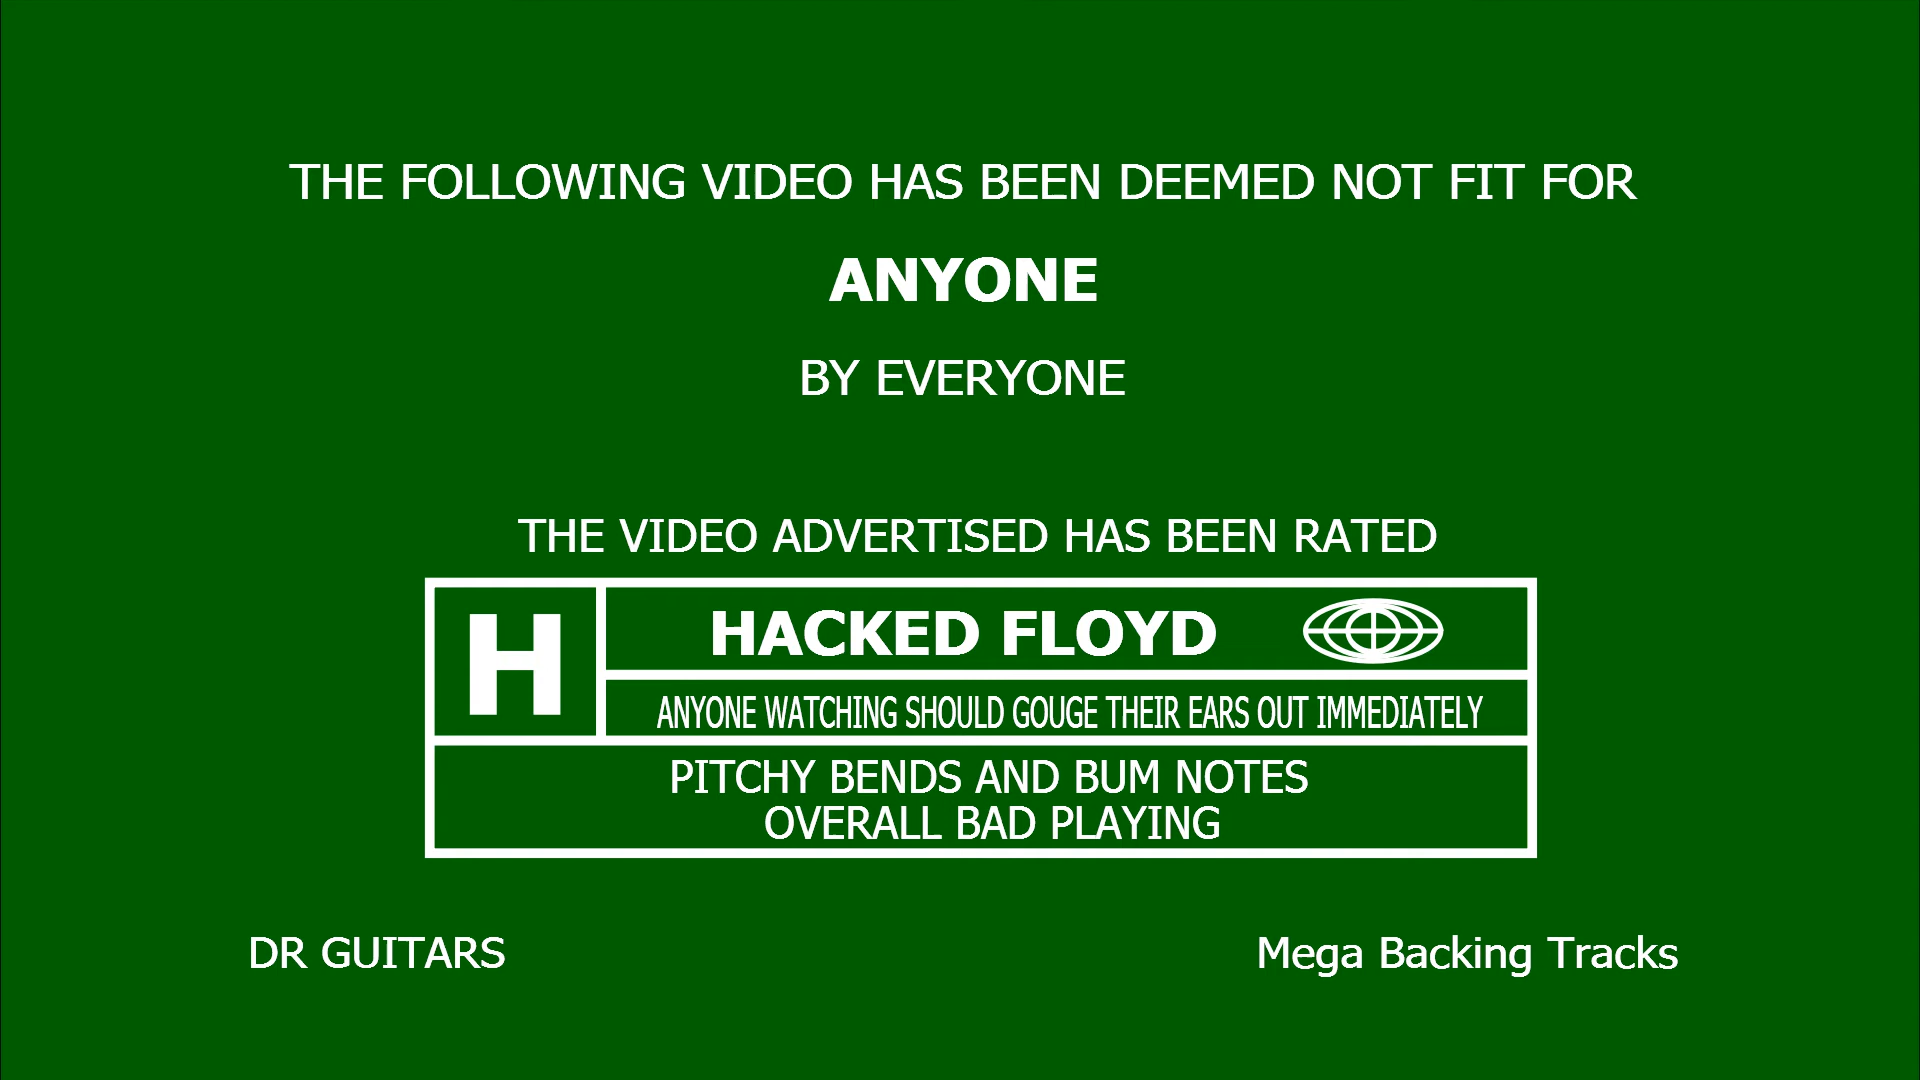 THE FOLLOWING VIDEO HAS BEEN DEEMED NOT FIT FOR
ANYONE
BY EVERYONE
THE VIDEO ADVERTISED HAS BEEN RATED
H
HACKED FLOYD
ANYONE WATCHING SHOULD GOUGE THEIR EARS OUT IMMEDIATELY
PITCHY BENDS AND BUM NOTES
OVERALL BAD PLAYING
DR GUITARS
Mega Backing Tracks